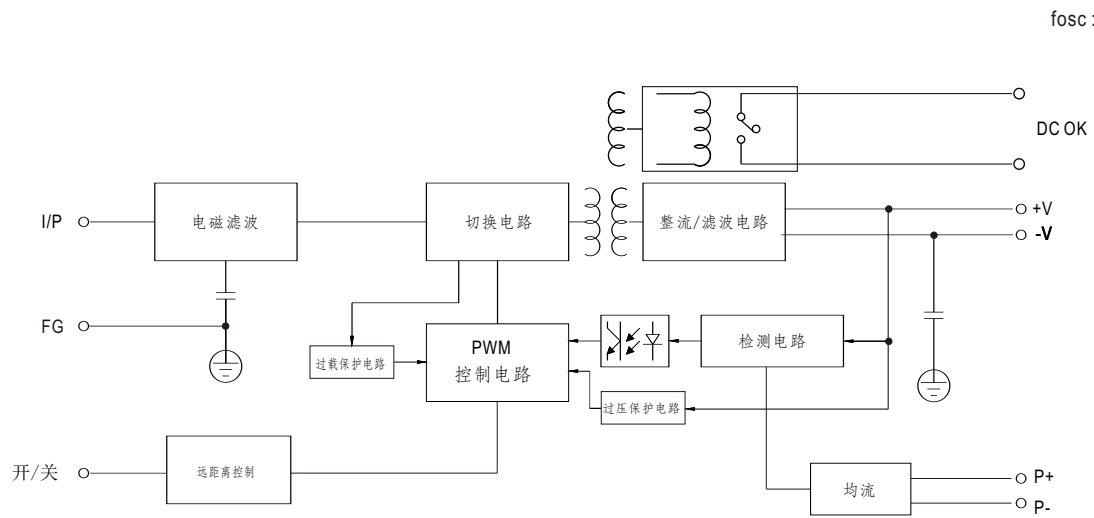 fosc :
DC OK
I/P
电磁滤波
切换电路
整流/滤波电路
+V
-V
FG
过载保护电路
PWM
控制电路
检测电路
过压保护电路
开/关
远距离控制
均流
P+
P-